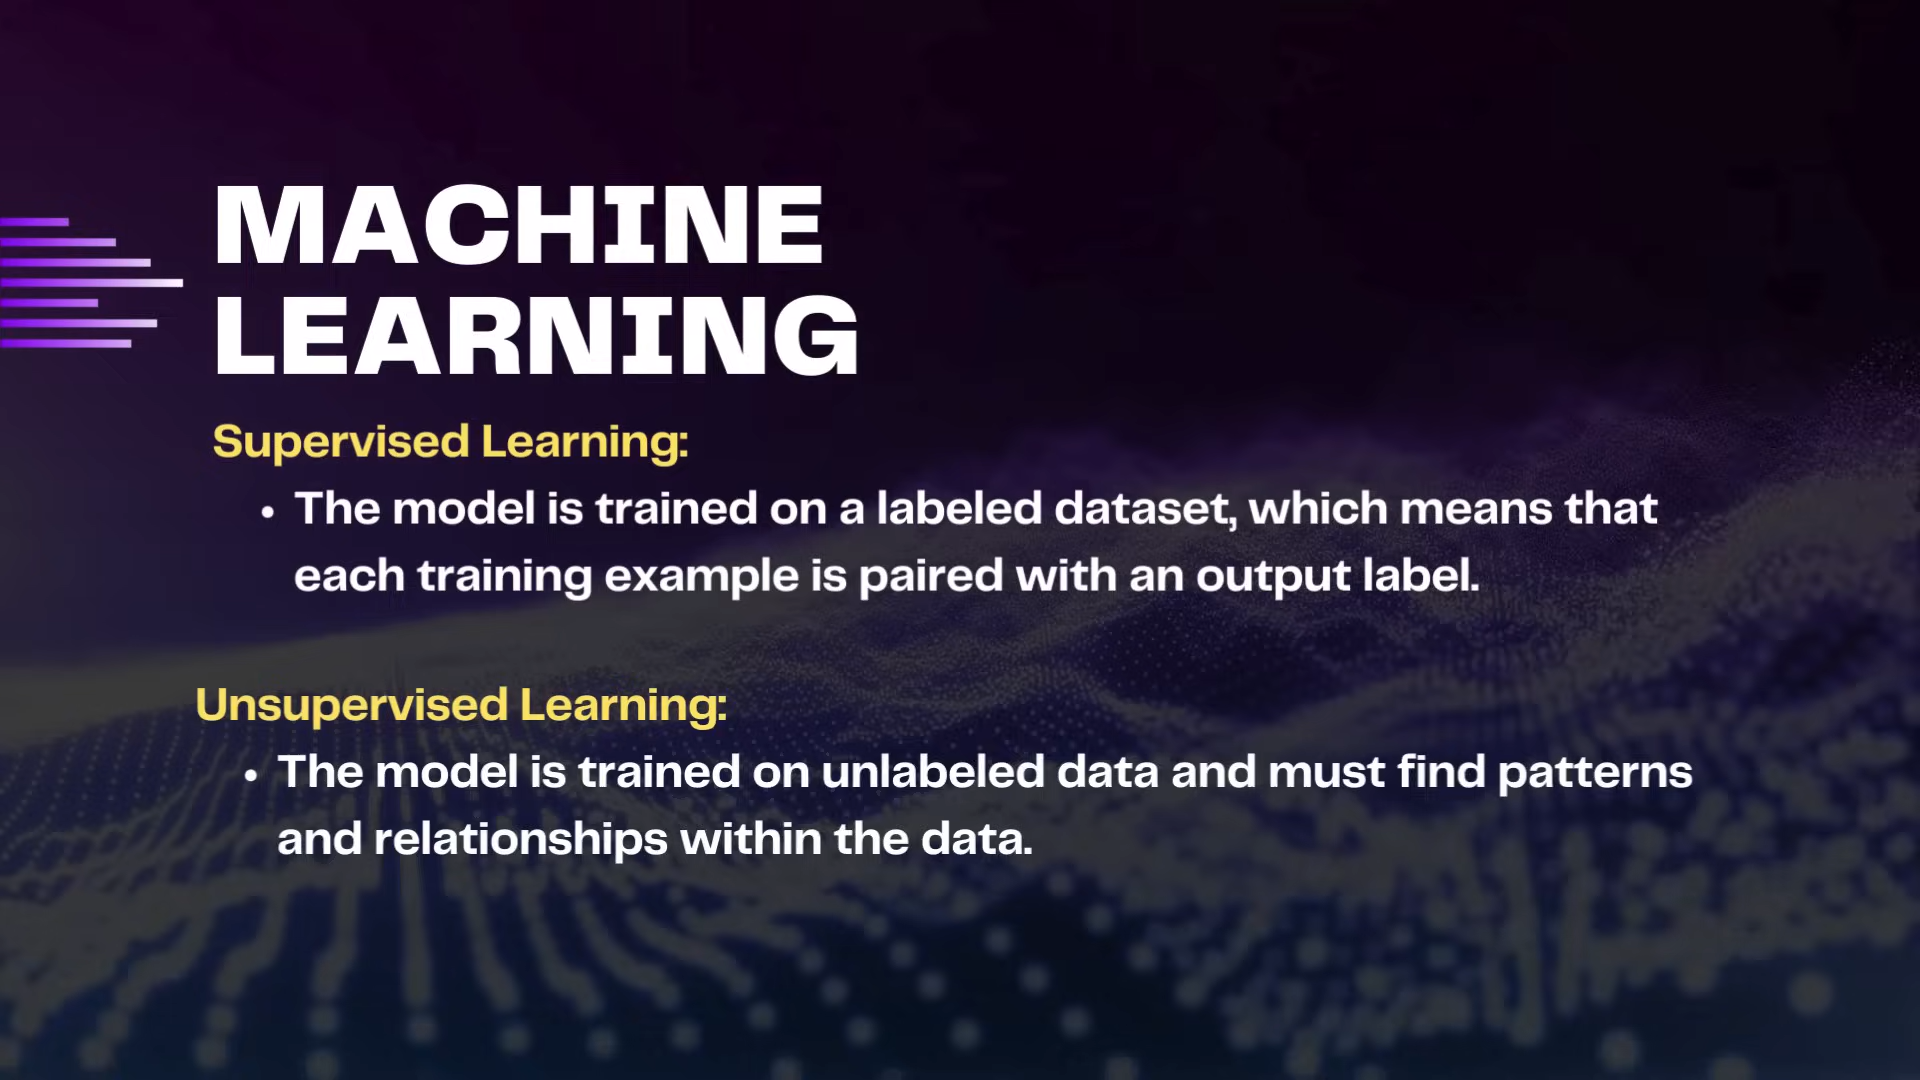 MACHINE
LEARNING
Supervised Learning:
• The model is trained on a labeled dataset, which means that
each training example is paired with an output label.
Unsupervised Learning:
• The model is trained on unlabeled data and must find patterns
and relationships within the data.